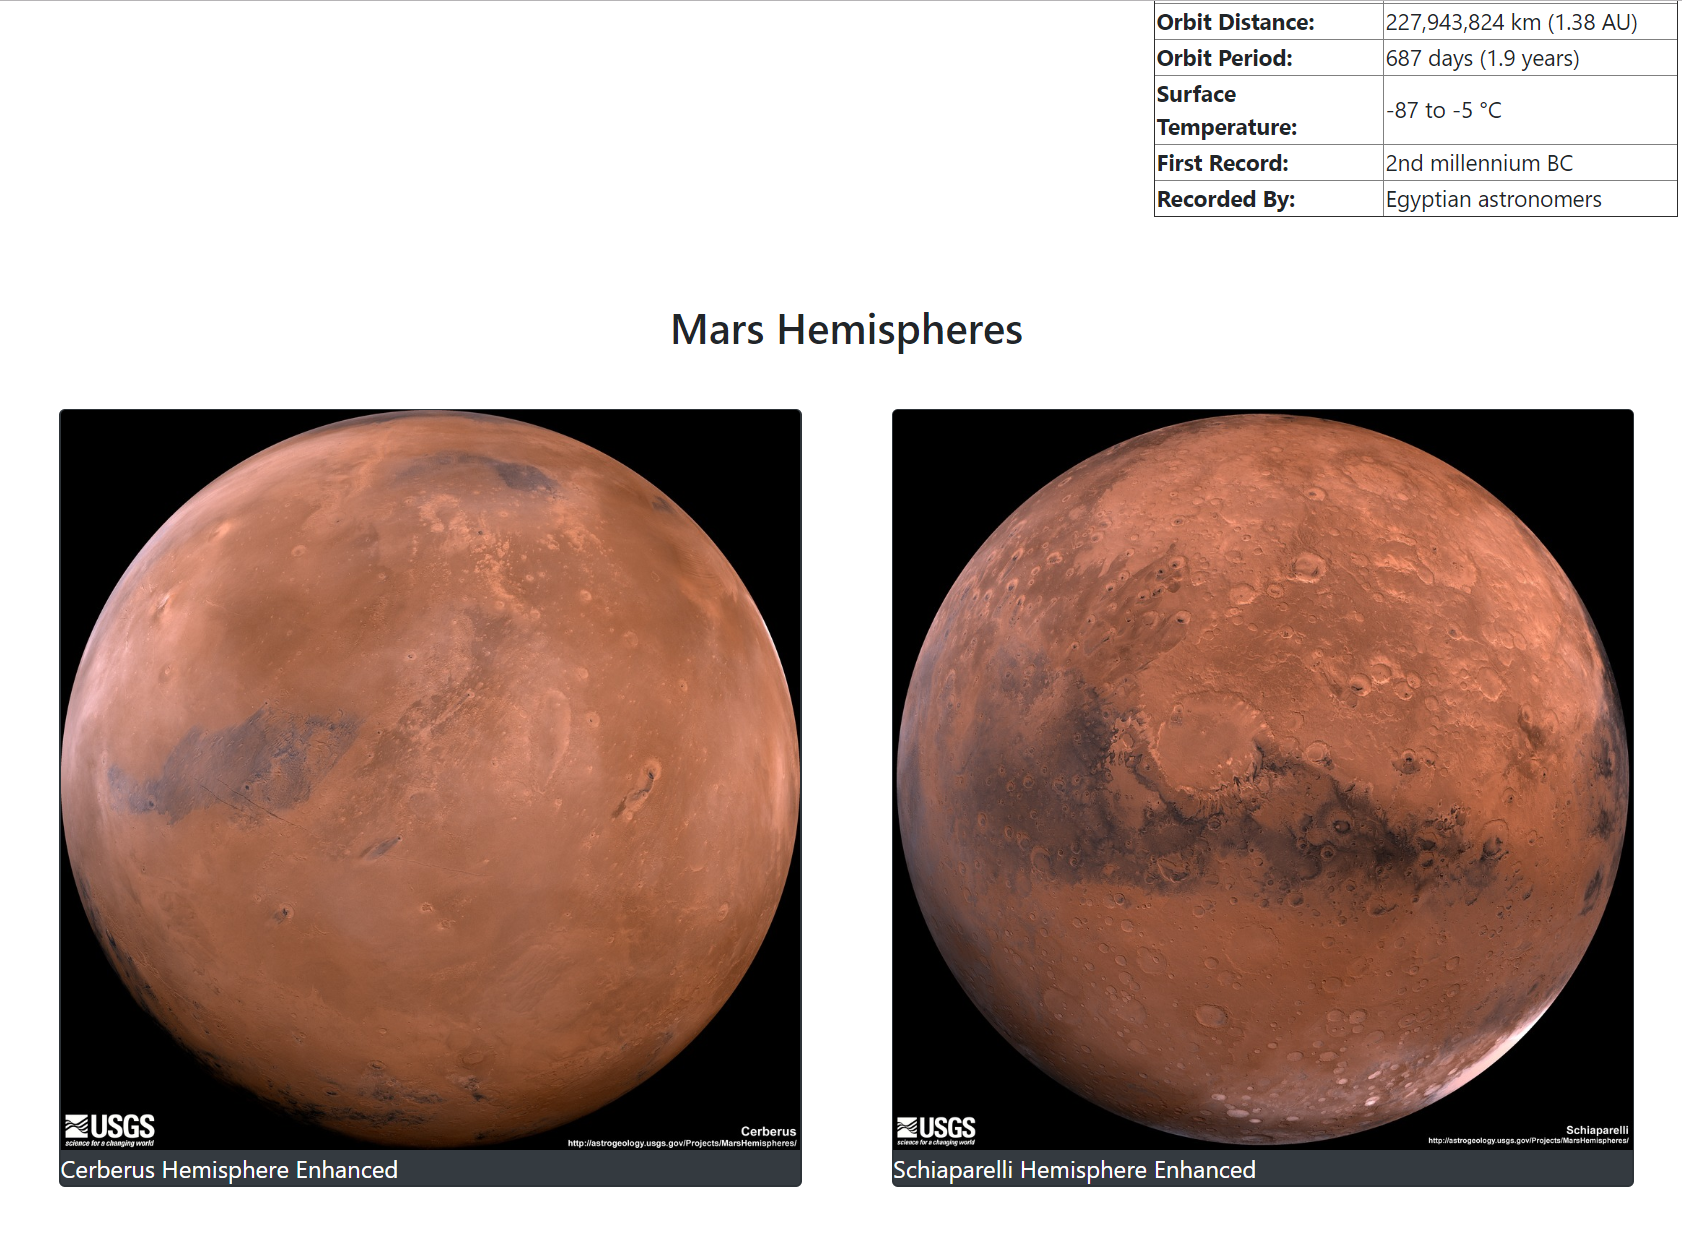 Orbit Distance: 227,943,824 km (1.38 AU)
Orbit Period: 687 days (1.9 years)
Surface
Temperature: -87 to -5 °C
First Record: 2nd millennium BC
Recorded By: Egyptian astronomers
Mars Hemispheres
USGS
science for a changing world
Cerberus
http://astrogeology.usgs.gov/Projects/MarsHemispheres/
Cerberus Hemisphere Enhanced
USGS
science for a changing world
Schiaparelli
http://astrogeology.usgs.gov/Projects/MarsHemispheres/
Schiaparelli Hemisphere Enhanced